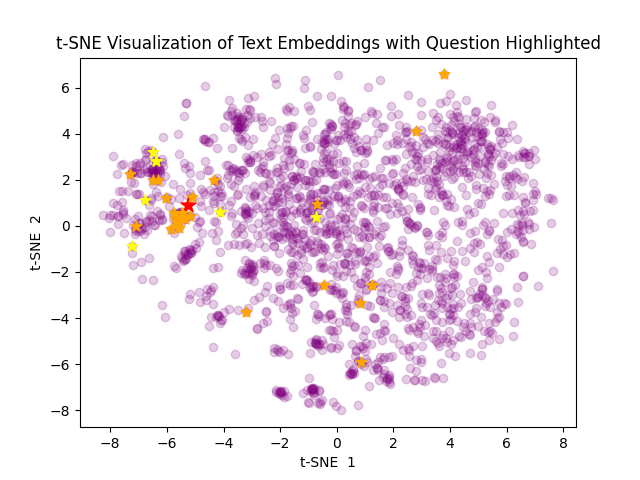 t-SNE Visualization of Text Embeddings with Question Highlighted
6
4
2
0
−2
−4
−6
−8
t-SNE 2
−8 −6 −4 −2 0 2 4 6 8
t-SNE 1